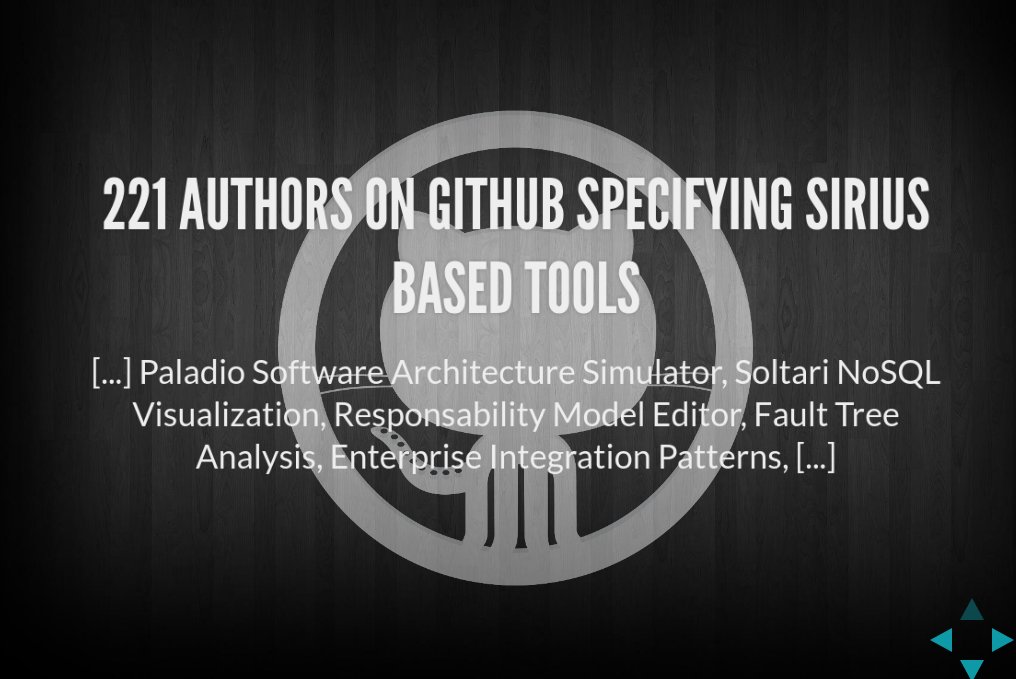 221 AUTHORS ON GITHUB SPECIFYING SIRIUS
BASED TOOLS
[...] Paladio Software Architecture Simulator, Soltari NoSQL
Visualization, Responsability Model Editor, Fault Tree
Analysis, Enterprise Integration Patterns, [...]